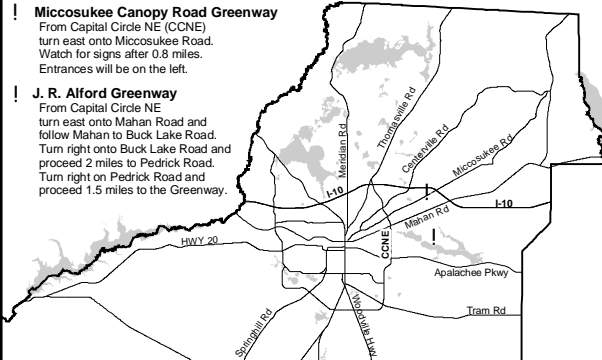 ! Miccosukee Canopy Road Greenway
From Capital Circle NE (CCNE)
turn east onto Miccosukee Road.
Watch for signs after 0.8 miles.
Entrances will be on the left.
! J. R. Alford Greenway
From Capital Circle NE
turn east onto Mahan Road and
follow Mahan to Buck Lake Road.
Turn right onto Buck Lake Road and
proceed 2 miles to Pedrick Road.
Turn right on Pedrick Road and
proceed 1.5 miles to the Greenway.
Meridian Rd
Thomasville Rd
Centerville Rd
Miccosukee Rd
I-10
!
I-10
Mahan Rd
!
CCNE
HWY 20
Apalachee Pkwy
Tram Rd
Springhill Rd
Woodville Hwy